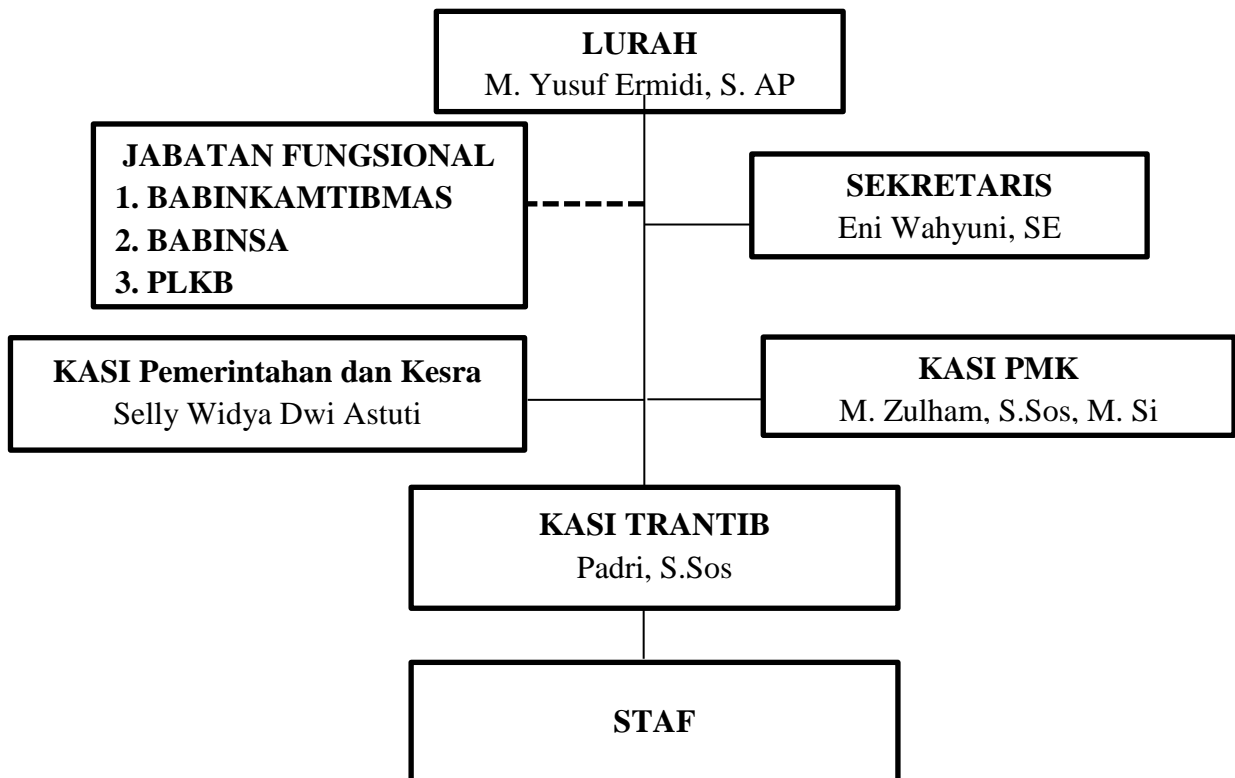 LURAH
M. Yusuf Ermidi, S. AP
JABATAN FUNGSIONAL
1. BABINKAMTIBMAS
2. BABINSA
3. PLKB
SEKRETARIS
Eni Wahyuni, SE
KASI Pemerintahan dan Kesra
Selly Widya Dwi Astuti
KASI PMK
M. Zulham, S.Sos, M. Si
KASI TRANTIB
Padri, S.Sos
STAF